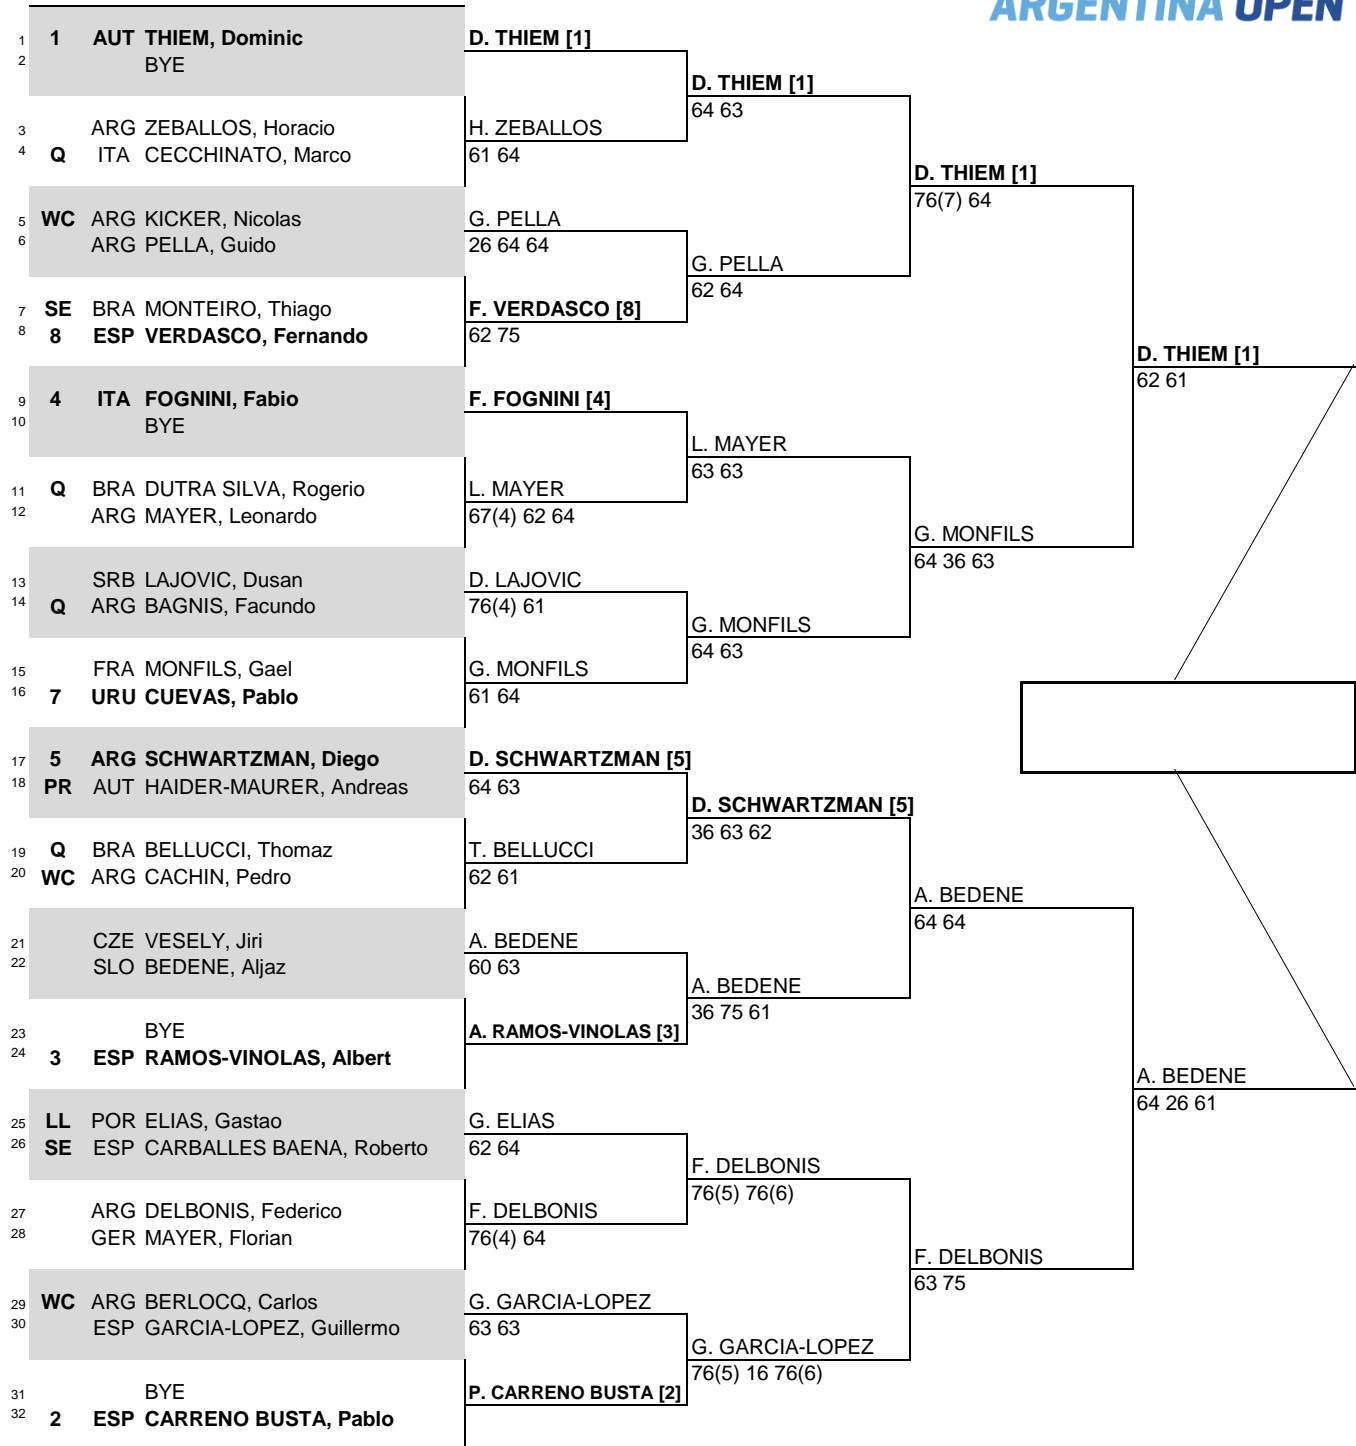 ARGENTINA OPEN
1 1 AUT THIEM, Dominic
2 BYE
3 ARG ZEBALLOS, Horacio
4 Q ITA CECCHINATO, Marco
5 WC ARG KICKER, Nicolas
6 ARG PELLA, Guido
7 SE BRA MONTEIRO, Thiago
8 8 ESP VERDASCO, Fernando
9 4 ITA FOGNINI, Fabio
10 BYE
11 Q BRA DUTRA SILVA, Rogerio
12 ARG MAYER, Leonardo
13 SRB LAJOVIC, Dusan
14 Q ARG BAGNIS, Facundo
15 FRA MONFILS, Gael
16 7 URU CUEVAS, Pablo
17 5 ARG SCHWARTZMAN, Diego
18 PR AUT HAIDER-MAURER, Andreas
19 Q BRA BELLUCCI, Thomaz
20 WC ARG CACHIN, Pedro
21 CZE VESELY, Jiri
22 SLO BEDENE, Aljaz
23 BYE
24 3 ESP RAMOS-VINOLAS, Albert
25 LL POR ELIAS, Gastao
26 SE ESP CARBALLES BAENA, Roberto
27 ARG DELBONIS, Federico
28 GER MAYER, Florian
29 WC ARG BERLOCQ, Carlos
30 ESP GARCIA-LOPEZ, Guillermo
31 BYE
32 2 ESP CARRENO BUSTA, Pablo
D. THIEM [1]
H. ZEBALLOS
61 64
G. PELLA
26 64 64
F. VERDASCO [8]
62 75
F. FOGNINI [4]
L. MAYER
67(4) 62 64
D. LAJOVIC
76(4) 61
G. MONFILS
61 64
D. SCHWARTZMAN [5]
64 63
T. BELLUCCI
62 61
A. BEDENE
60 63
A. RAMOS-VINOLAS [3]
G. ELIAS
62 64
F. DELBONIS
76(4) 64
G. GARCIA-LOPEZ
63 63
P. CARRENO BUSTA [2]
D. THIEM [1]
64 63
G. PELLA
62 64
L. MAYER
63 63
G. MONFILS
64 63
D. SCHWARTZMAN [5]
36 63 62
A. BEDENE
36 75 61
F. DELBONIS
76(5) 76(6)
G. GARCIA-LOPEZ
76(5) 16 76(6)
D. THIEM [1]
76(7) 64
G. MONFILS
64 36 63
A. BEDENE
64 64
F. DELBONIS
63 75
D. THIEM [1]
62 61
A. BEDENE
64 26 61